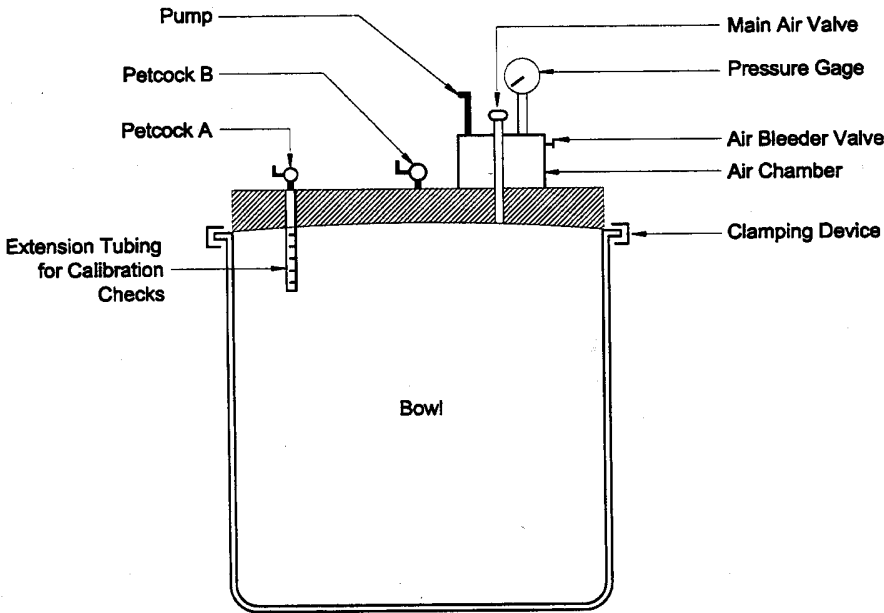 Pump
Petcock B
Petcock A
Extension Tubing
for Calibration
Checks
Main Air Valve
Pressure Gage
Air Bleeder Valve
Air Chamber
Clamping Device
Bowl